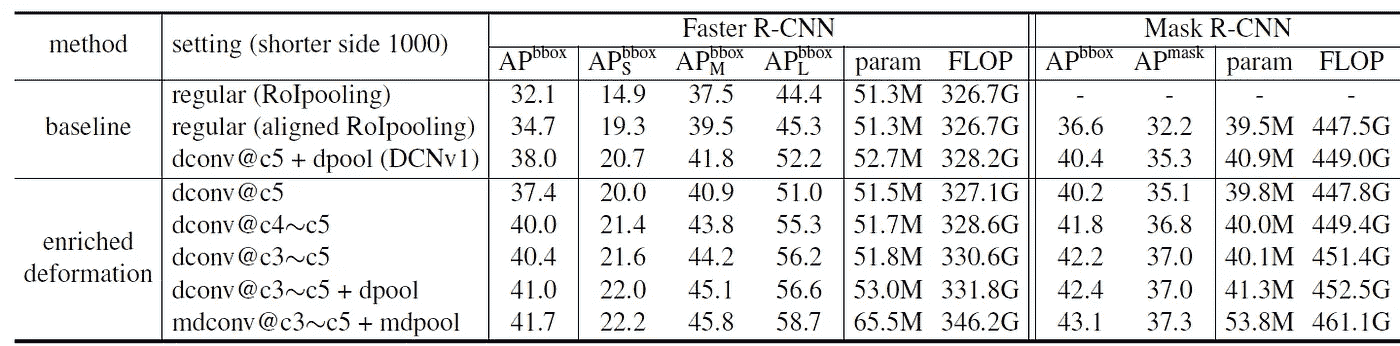 method setting (shorter side 1000) Faster R-CNN Mask R-CNN
AP^bbox AP_S^bbox AP_M^bbox AP_L^bbox param FLOP AP^bbox AP^mask param FLOP
baseline
regular (RoIpooling) 32.1 14.9 37.5 44.4 51.3M 326.7G - - - -
regular (aligned RoIpooling) 34.7 19.3 39.5 45.3 51.3M 326.7G 36.6 32.2 39.5M 447.5G
dconv@c5 + dpool (DCNv1) 38.0 20.7 41.8 52.2 52.7M 328.2G 40.4 35.3 40.9M 449.0G
enriched
deformation
dconv@c5 37.4 20.0 40.9 51.0 51.5M 327.1G 40.2 35.1 39.8M 447.8G
dconv@c4∼c5 40.0 21.4 43.8 55.3 51.7M 328.6G 41.8 36.8 40.0M 449.4G
dconv@c3∼c5 40.4 21.6 44.2 56.2 51.8M 330.6G 42.2 37.0 40.1M 451.4G
dconv@c3∼c5 + dpool 41.0 22.0 45.1 56.6 53.0M 331.8G 42.4 37.0 41.3M 452.5G
mdconv@c3∼c5 + mdpool 41.7 22.2 45.8 58.7 65.5M 346.2G 43.1 37.3 53.8M 461.1G